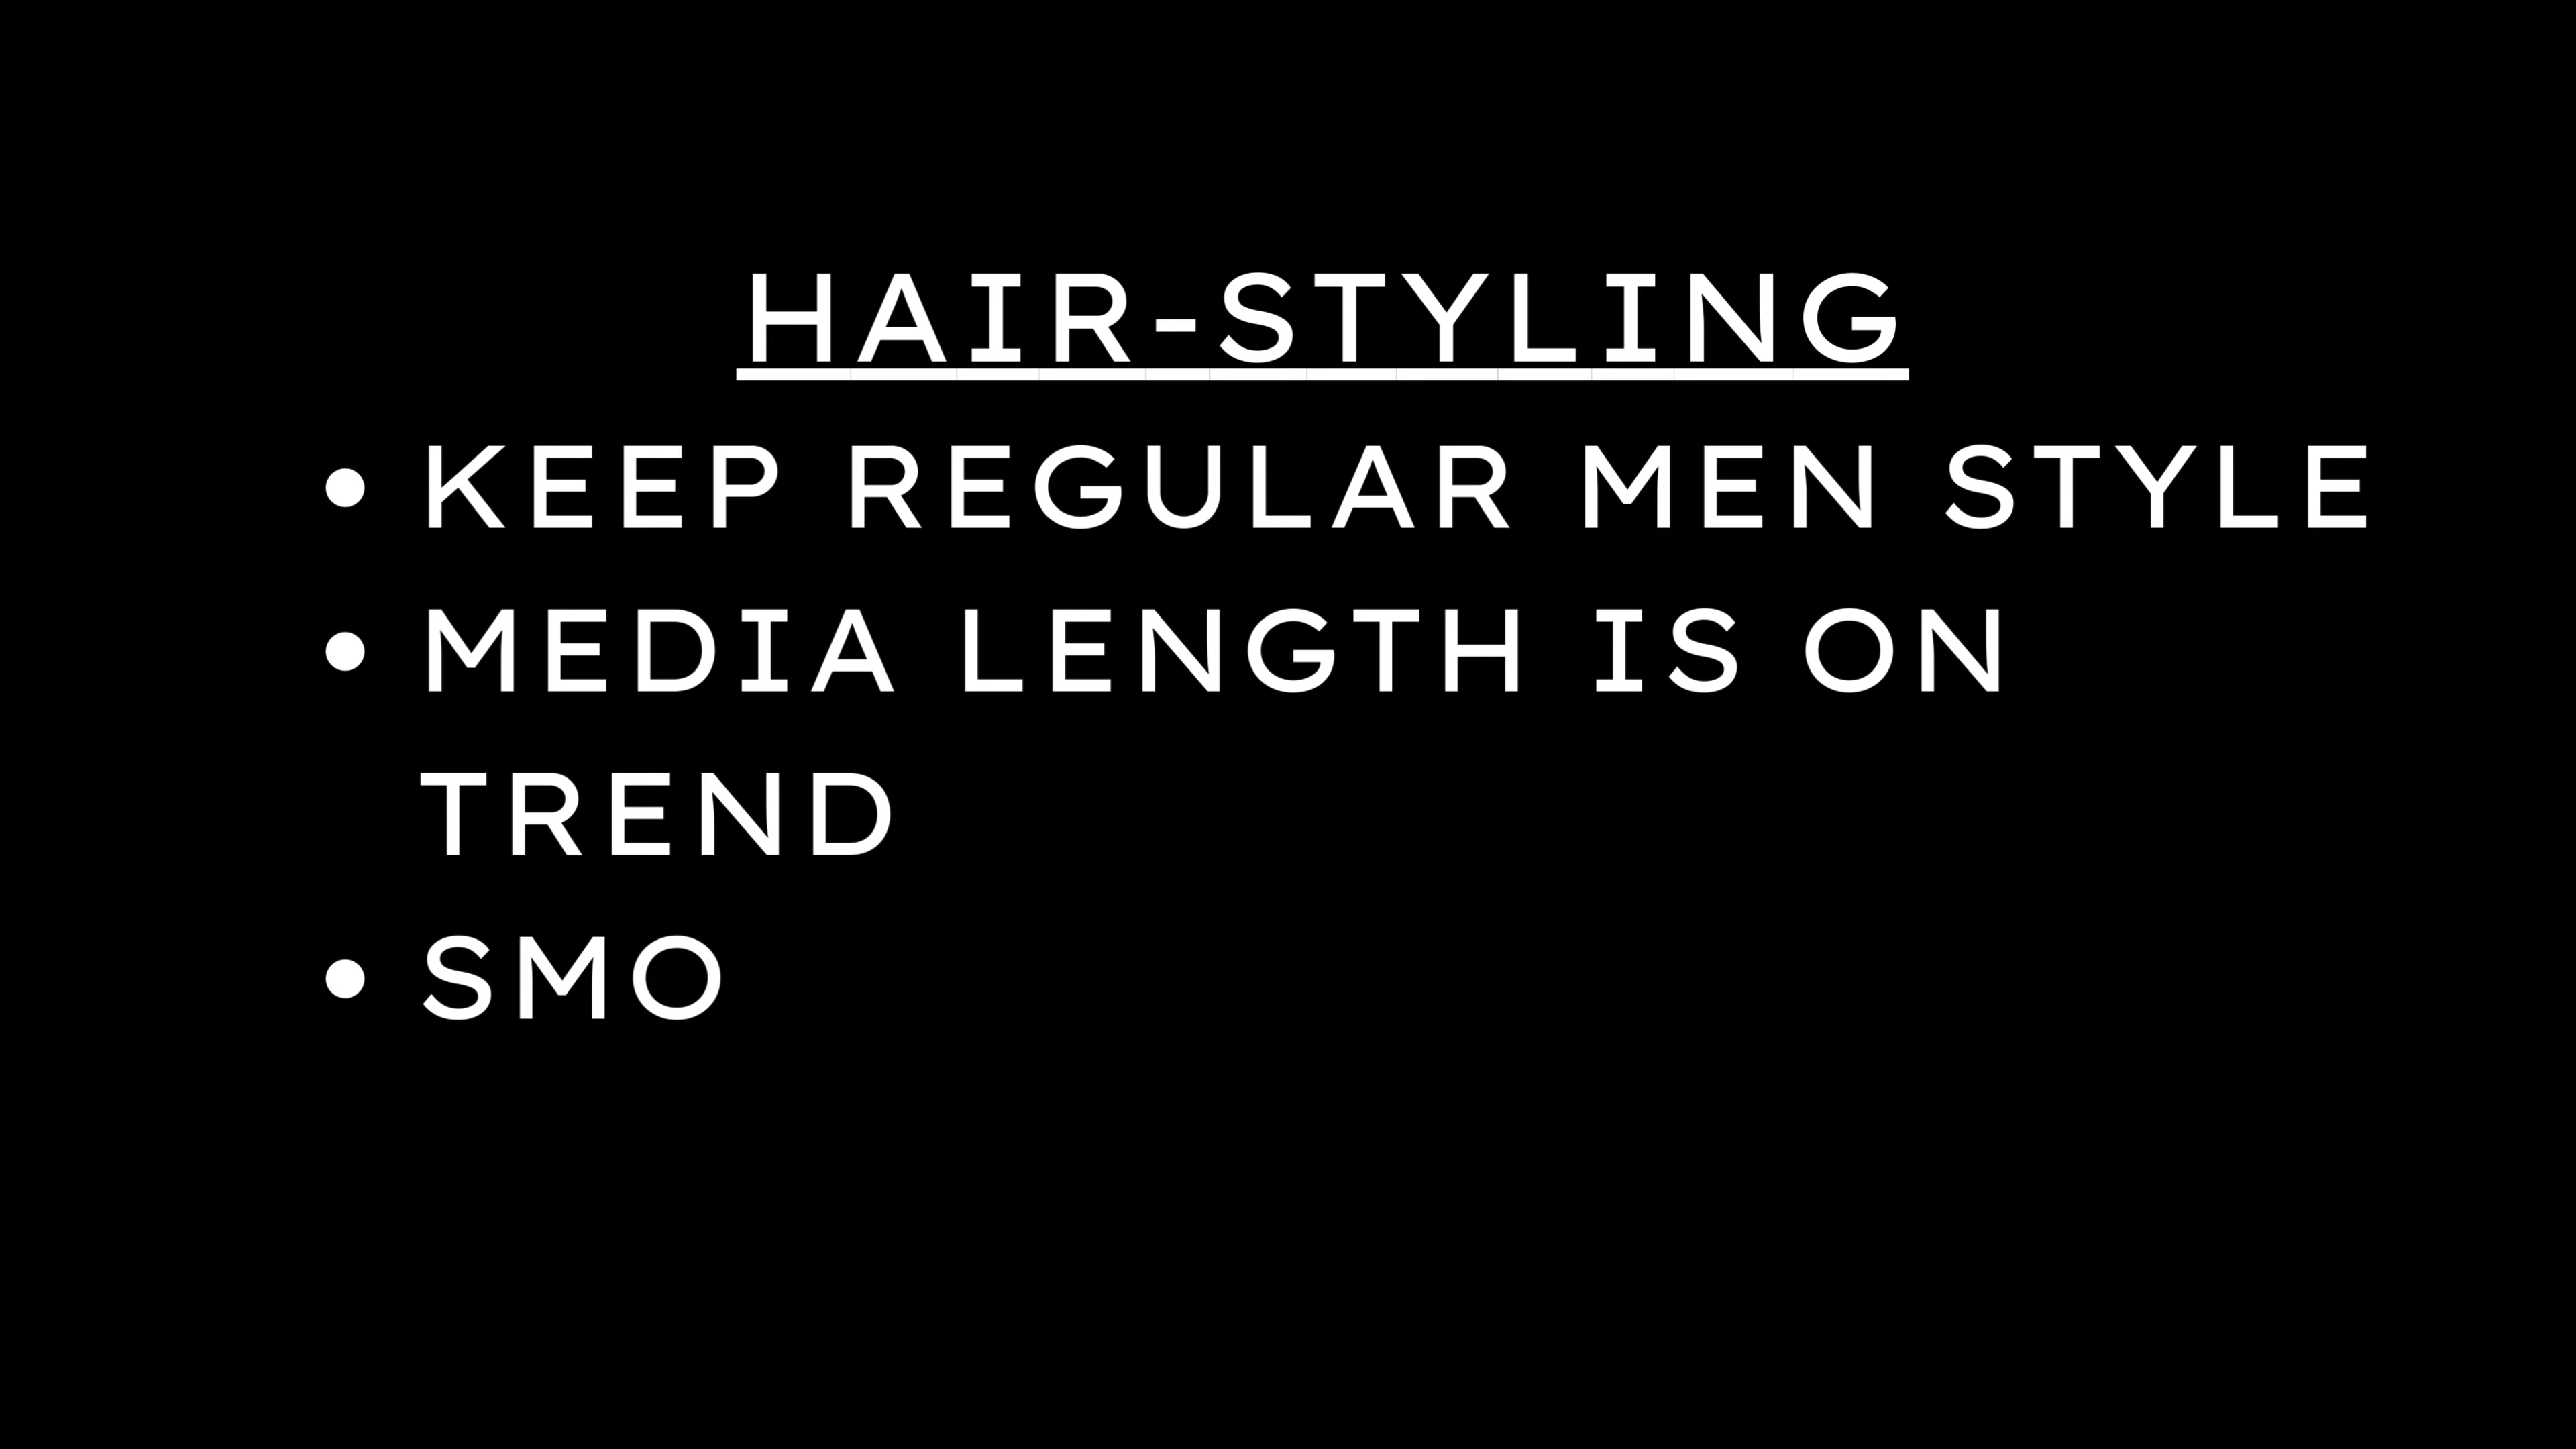 HAIR-STYLING
• KEEP REGULAR MEN STYLE
• MEDIA LENGTH IS ON
TREND
• SMO